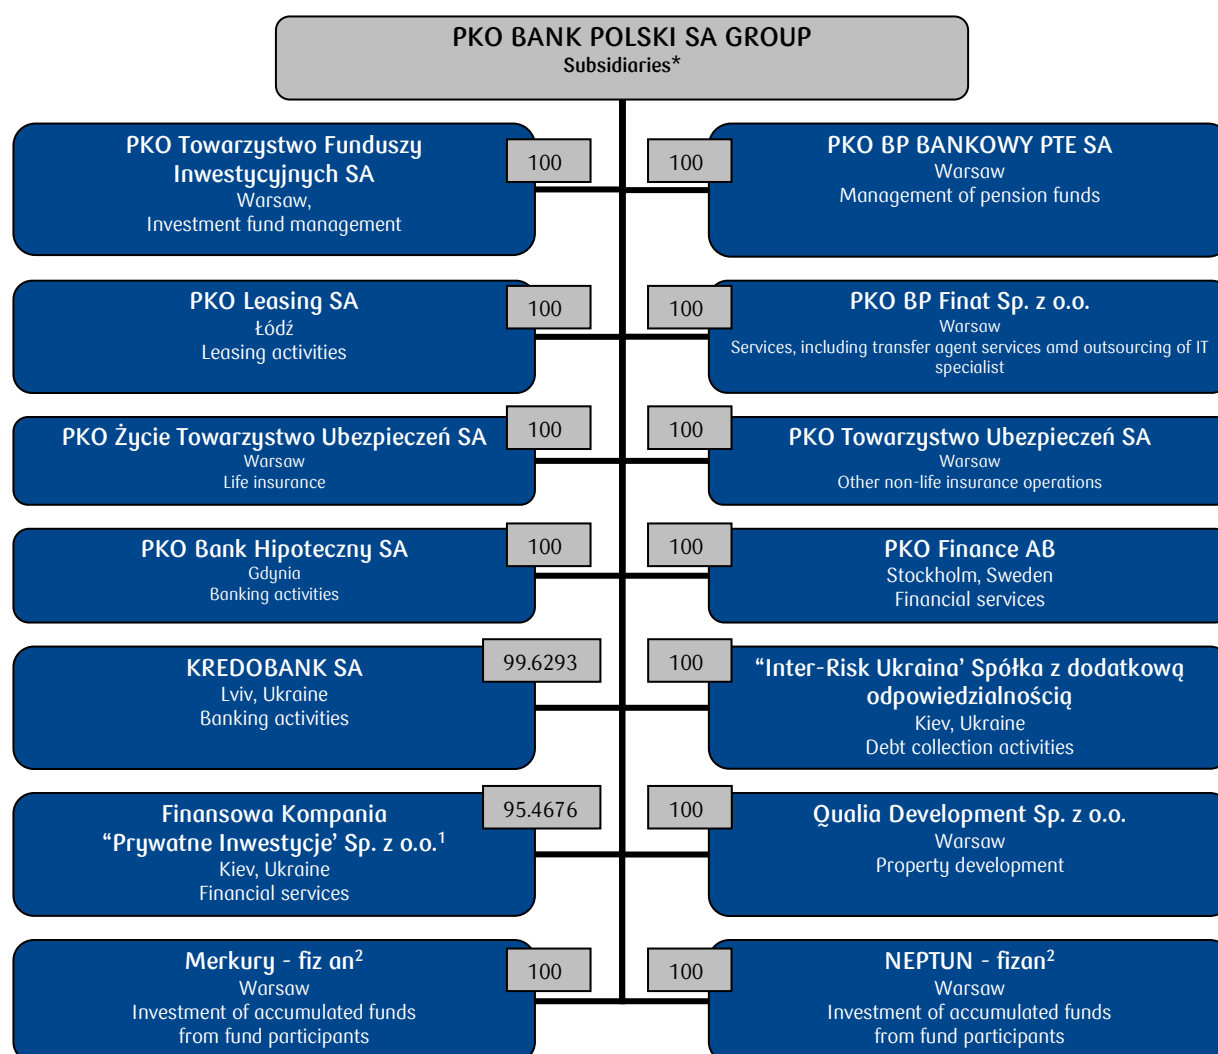 PKO BANK POLSKI SA GROUP
Subsidiaries*
PKO Towarzystwo Funduszy
Inwestycyjnych SA
Warsaw,
Investment fund management
100
100
PKO BP BANKOWY PTE SA
Warsaw
Management of pension funds
PKO Leasing SA
Łódź
Leasing activities
100
100
PKO BP Finat Sp. z o.o.
Warsaw
Services, including transfer agent services amd outsourcing of IT
specialist
PKO Życie Towarzystwo Ubezpieczeń SA
Warsaw
Life insurance
100
100
PKO Towarzystwo Ubezpieczeń SA
Warsaw
Other non-life insurance operations
PKO Bank Hipoteczny SA
Gdynia
Banking activities
100
100
PKO Finance AB
Stockholm, Sweden
Financial services
KREDOBANK SA
Lviv, Ukraine
Banking activities
99.6293
100
“Inter-Risk Ukraina’ Spółka z dodatkową
odpowiedzialnością
Kiev, Ukraine
Debt collection activities
Finansowa Kompania
“Prywatne Inwestycje’ Sp. z o.o.¹
Kiev, Ukraine
Financial services
95.4676
100
Qualia Development Sp. z o.o.
Warsaw
Property development
Merkury - fiz an²
Warsaw
Investment of accumulated funds
from fund participants
100
100
NEPTUN - fizan²
Warsaw
Investment of accumulated funds
from fund participants